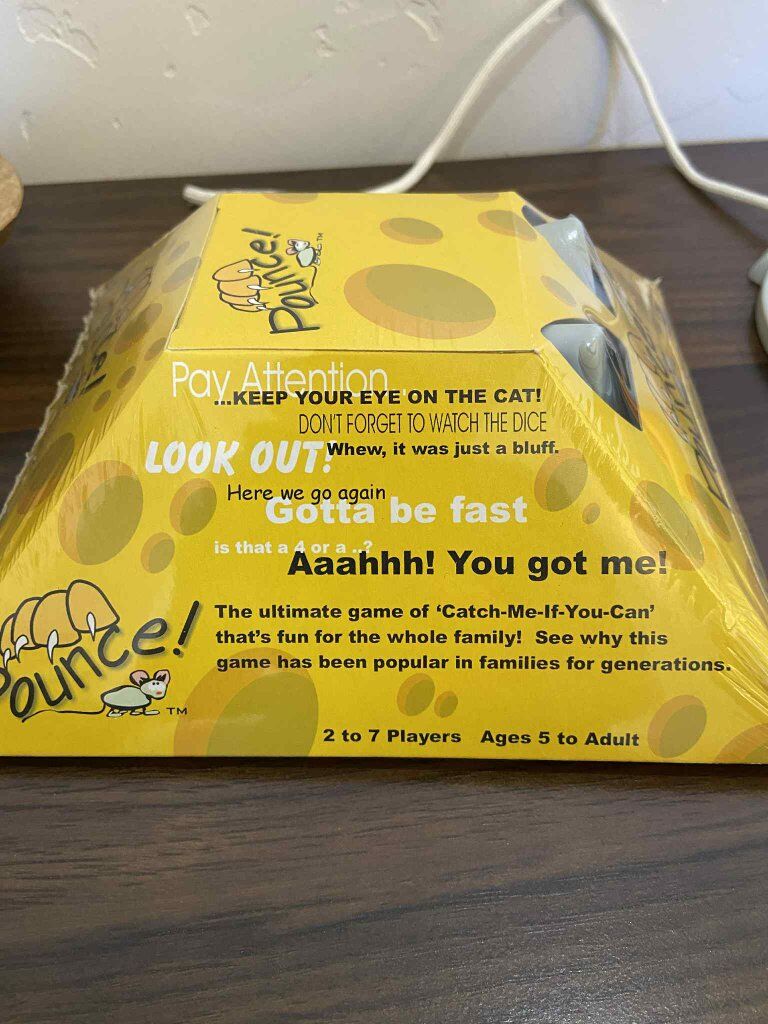 Pounce! TM
Pay Attention...
...KEEP YOUR EYE ON THE CAT!
DON'T FORGET TO WATCH THE DICE
LOOK OUT!
Whew, it was just a bluff.
Here we go again
Gotta be fast
is that a 4 or a ..?
Aaahhh! You got me!
The ultimate game of 'Catch-Me-If-You-Can'
that's fun for the whole family! See why this
game has been popular in families for generations.
Pounce! TM
2 to 7 Players Ages 5 to Adult